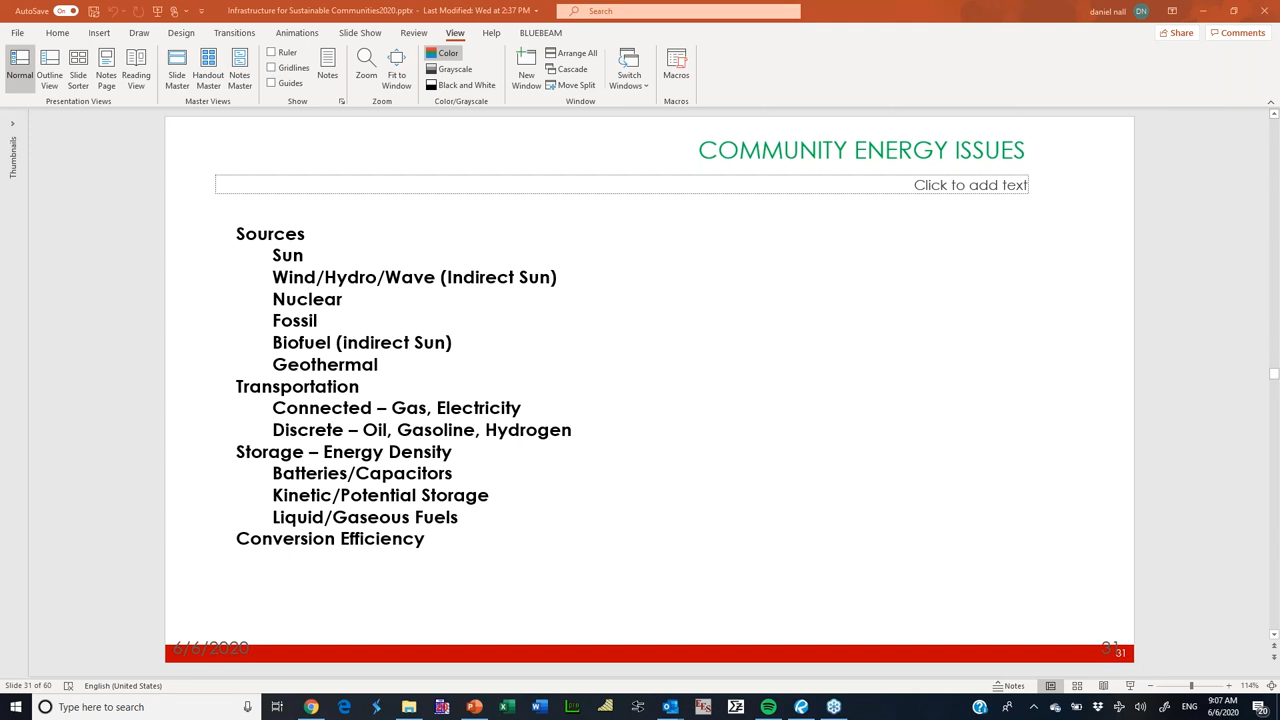 AutoSave On Infrastructure for Sustainable Communities2020.pptx - Last Modified: Wed at 2:37 PM Search daniel nall DN
File Home Insert Draw Design Transitions Animations Slide Show Review View Help BLUEBEAM Share Comments
Normal Outline View Slide Sorter Notes Page Reading View Slide Master Handout Master Notes Master Ruler Gridlines Guides Notes Zoom Fit to Window Color Grayscale Black and White New Window Arrange All Cascade Move Split Switch Windows Macros
Presentation Views Master Views Show Zoom Color/Grayscale Window Macros
Thumbnails
COMMUNITY ENERGY ISSUES
Click to add text
Sources
Sun
Wind/Hydro/Wave (Indirect Sun)
Nuclear
Fossil
Biofuel (indirect Sun)
Geothermal
Transportation
Connected – Gas, Electricity
Discrete – Oil, Gasoline, Hydrogen
Storage – Energy Density
Batteries/Capacitors
Kinetic/Potential Storage
Liquid/Gaseous Fuels
Conversion Efficiency
6/6/2020 31 31
Slide 31 of 60 English (United States) Notes 114%
Type here to search 9:07 AM
6/6/2020 20